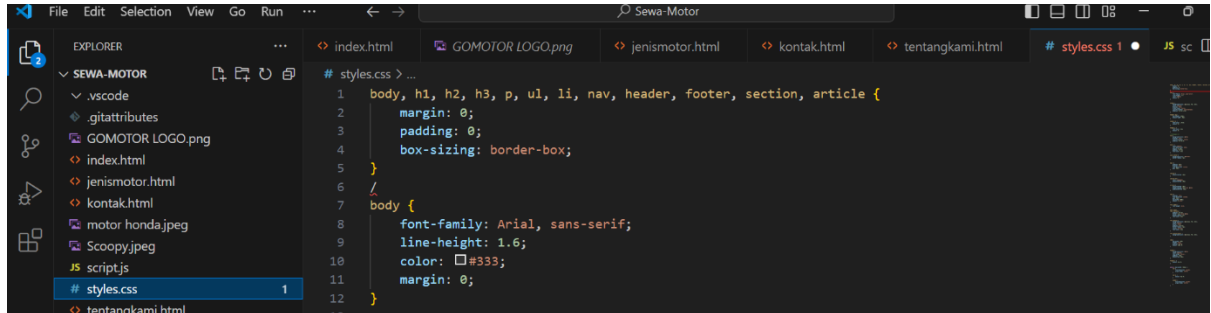 File Edit Selection View Go Run ... Sewa-Motor
EXPLORER ...
index.html GOMOTOR LOGO.png jenismotor.html kontak.html tentangkami.html # styles.css 1 JS sc
2
SEWA-MOTOR
# styles.css > ...
.vscode
.gitattributes
GOMOTOR LOGO.png
index.html
jenismotor.html
kontak.html
motor honda.jpeg
Scoopy.jpeg
JS script.js
# styles.css 1
tentangkami.html
1 body, h1, h2, h3, p, ul, li, nav, header, footer, section, article {
2 margin: 0;
3 padding: 0;
4 box-sizing: border-box;
5 }
6 /
7 body {
8 font-family: Arial, sans-serif;
9 line-height: 1.6;
10 color: #333;
11 margin: 0;
12 }